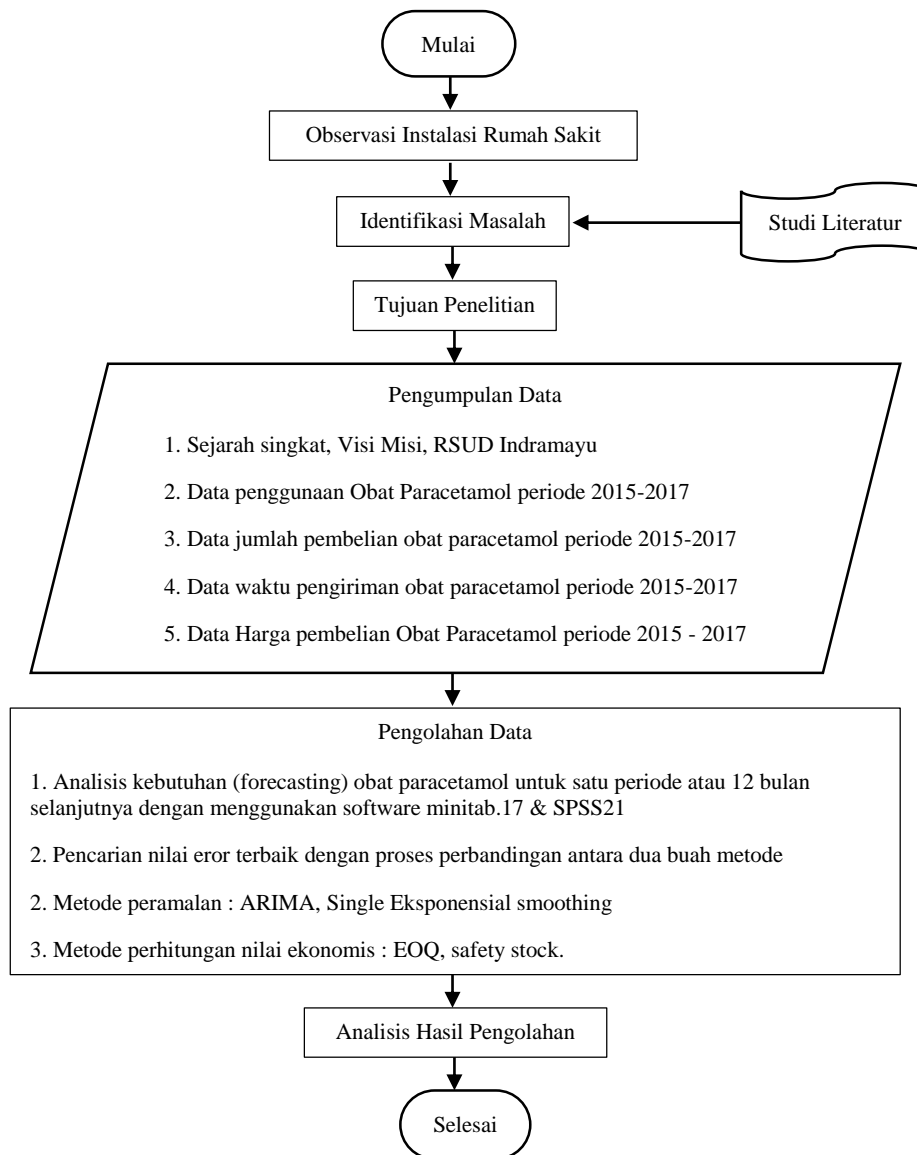 Mulai
Observasi Instalasi Rumah Sakit
Identifikasi Masalah
Studi Literatur
Tujuan Penelitian
Pengumpulan Data
1. Sejarah singkat, Visi Misi, RSUD Indramayu
2. Data penggunaan Obat Paracetamol periode 2015-2017
3. Data jumlah pembelian obat paracetamol periode 2015-2017
4. Data waktu pengiriman obat paracetamol periode 2015-2017
5. Data Harga pembelian Obat Paracetamol periode 2015 - 2017
Pengolahan Data
1. Analisis kebutuhan (forecasting) obat paracetamol untuk satu periode atau 12 bulan
selanjutnya dengan menggunakan software minitab.17 & SPSS21
2. Pencarian nilai eror terbaik dengan proses perbandingan antara dua buah metode
2. Metode peramalan : ARIMA, Single Eksponensial smoothing
3. Metode perhitungan nilai ekonomis : EOQ, safety stock.
Analisis Hasil Pengolahan
Selesai